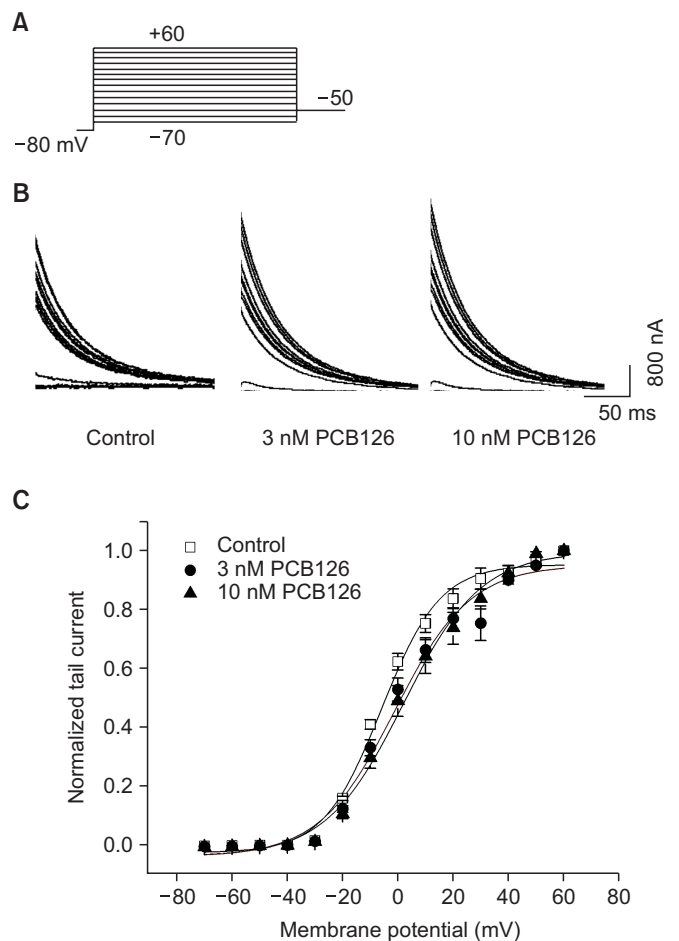 A
+60
−50
−80 mV
−70
B
800 nA
50 ms
Control
3 nM PCB126
10 nM PCB126
C
Control
3 nM PCB126
10 nM PCB126
1.0
0.8
0.6
0.4
0.2
0.0
Normalized tail current
−80 −60 −40 −20 0 20 40 60 80
Membrane potential (mV)